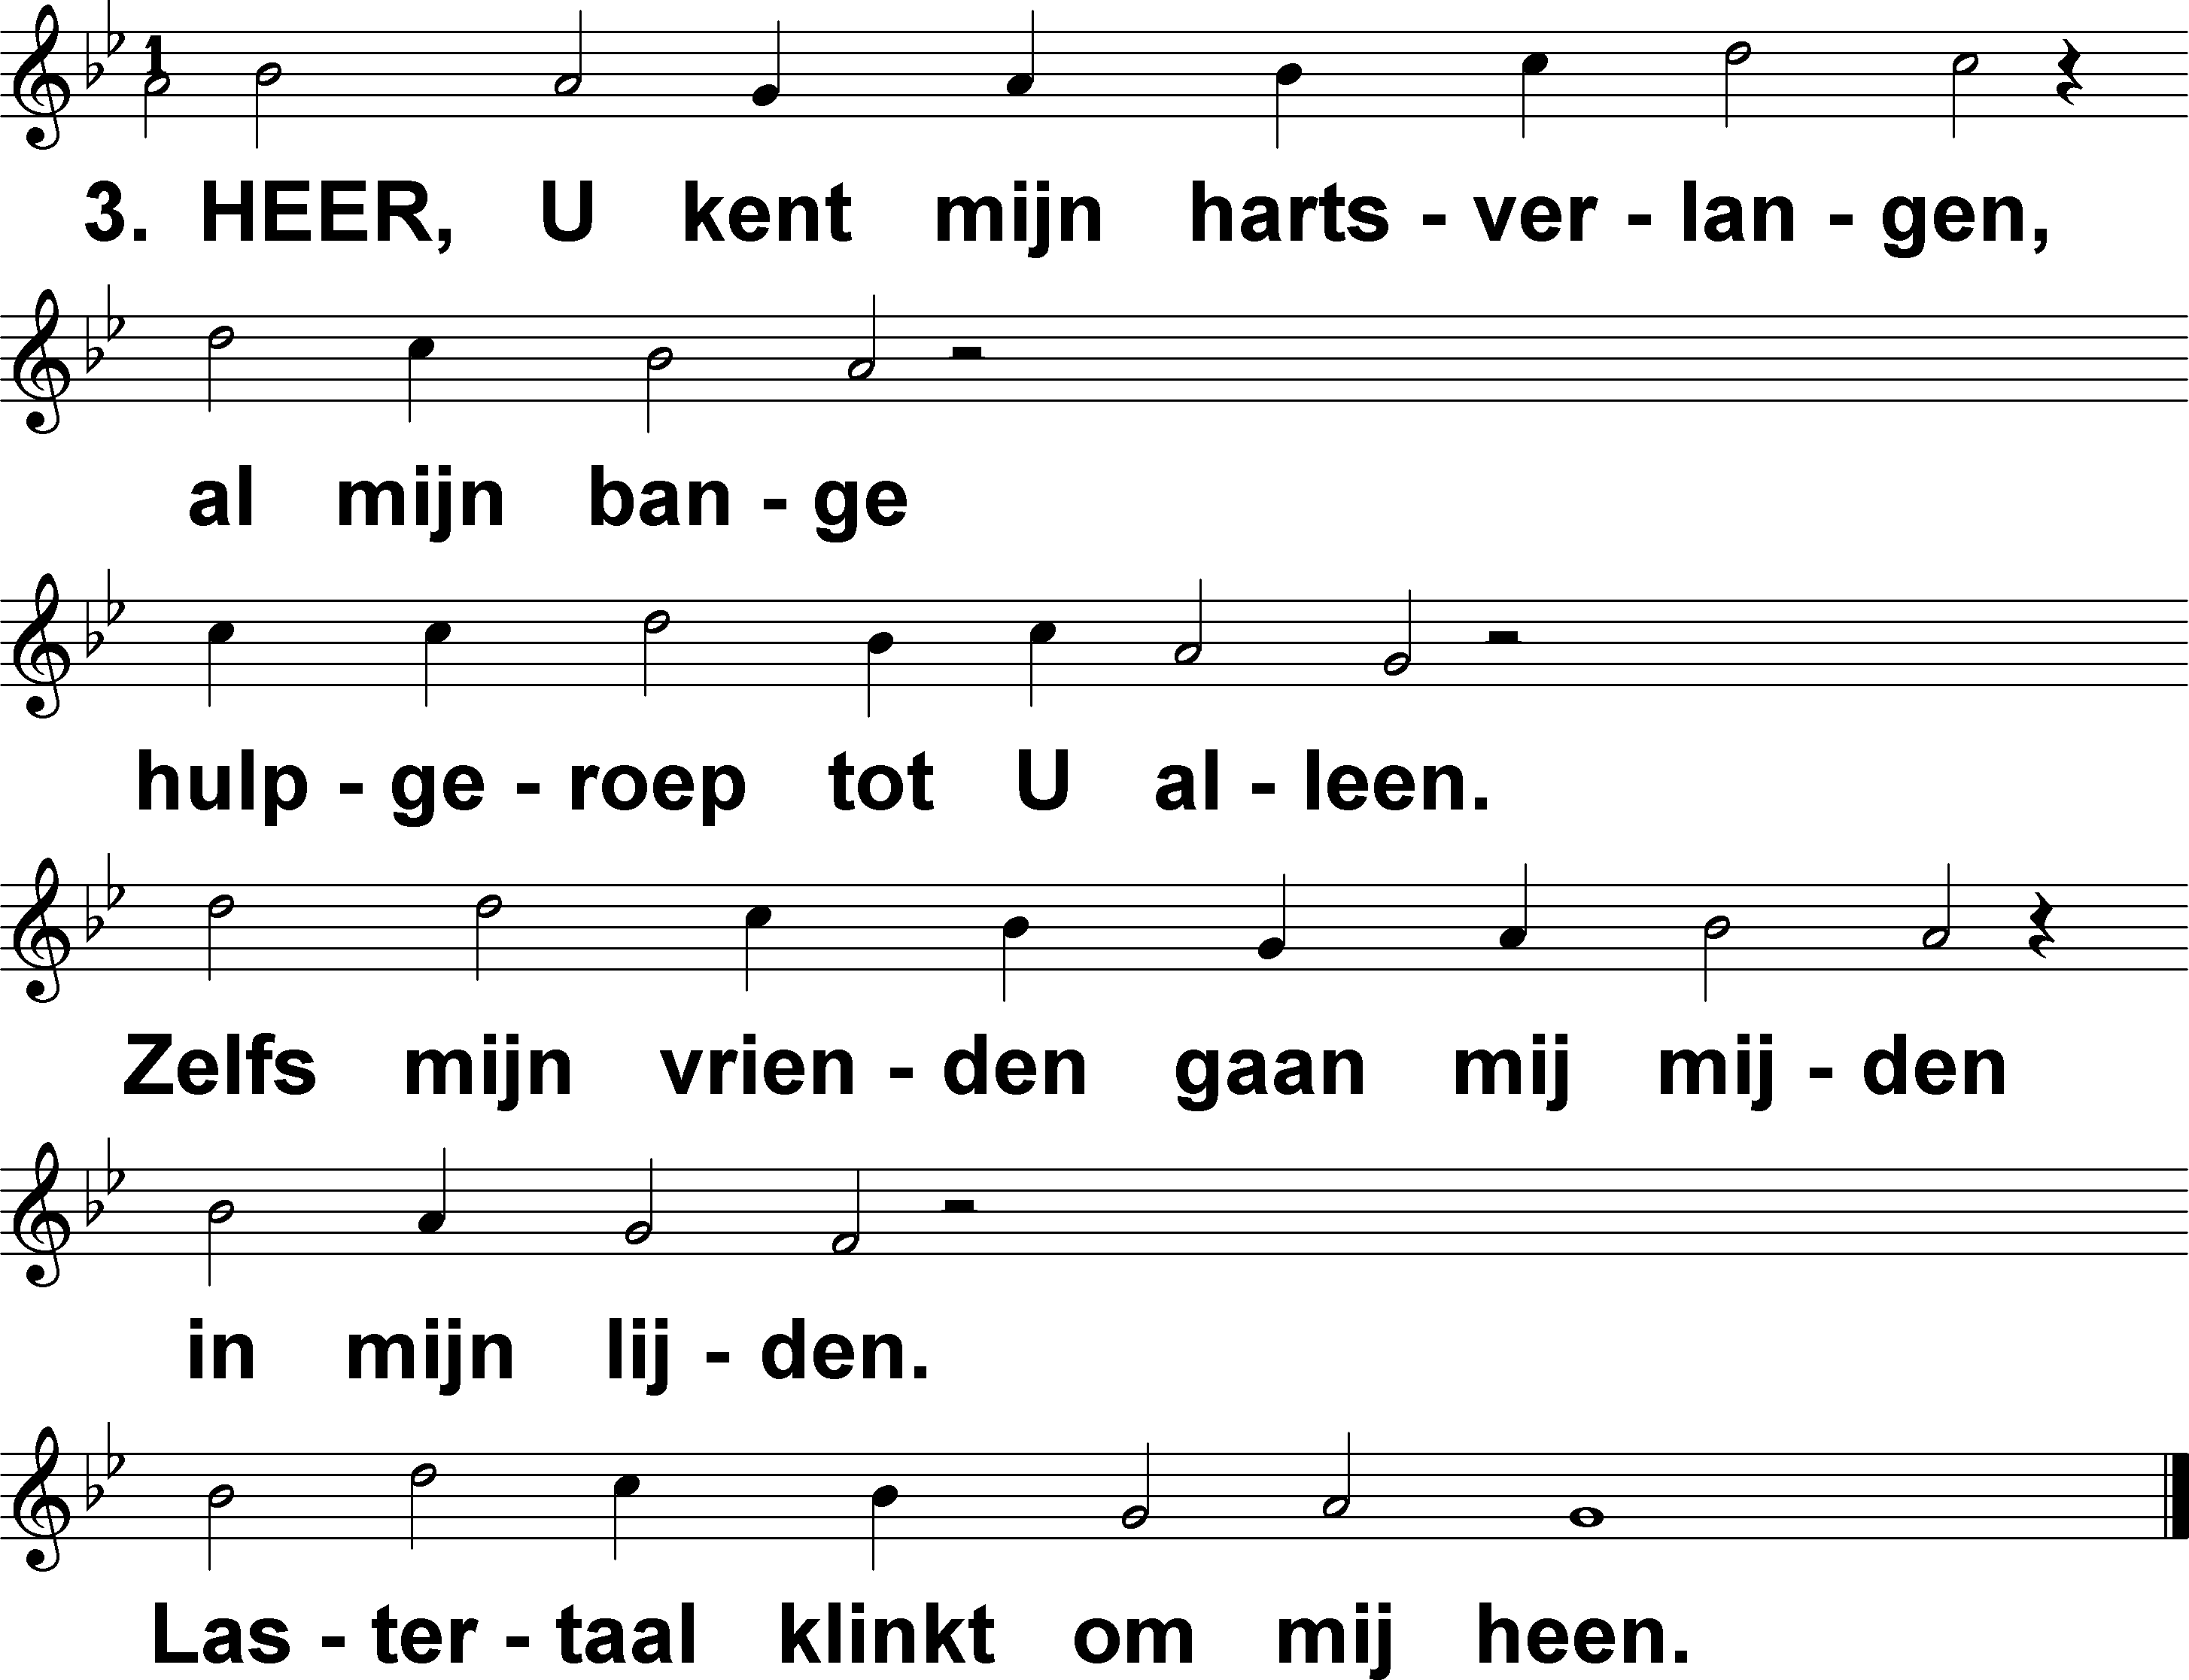 1
3. HEER, U kent mijn harts - ver - lan - gen,
al mijn ban - ge
hulp - ge - roep tot U al - leen.
Zelfs mijn vrien - den gaan mij mij - den
in mijn lij - den.
Las - ter - taal klinkt om mij heen.